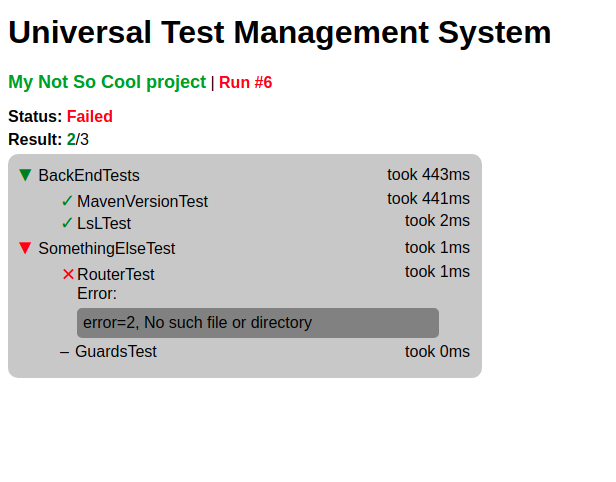 Universal Test Management System
My Not So Cool project | Run #6
Status: Failed
Result: 2/3
▼ BackEndTests took 443ms
✓ MavenVersionTest took 441ms
✓ LsLTest took 2ms
▼ SomethingElseTest took 1ms
✕ RouterTest took 1ms
Error:
error=2, No such file or directory
– GuardsTest took 0ms